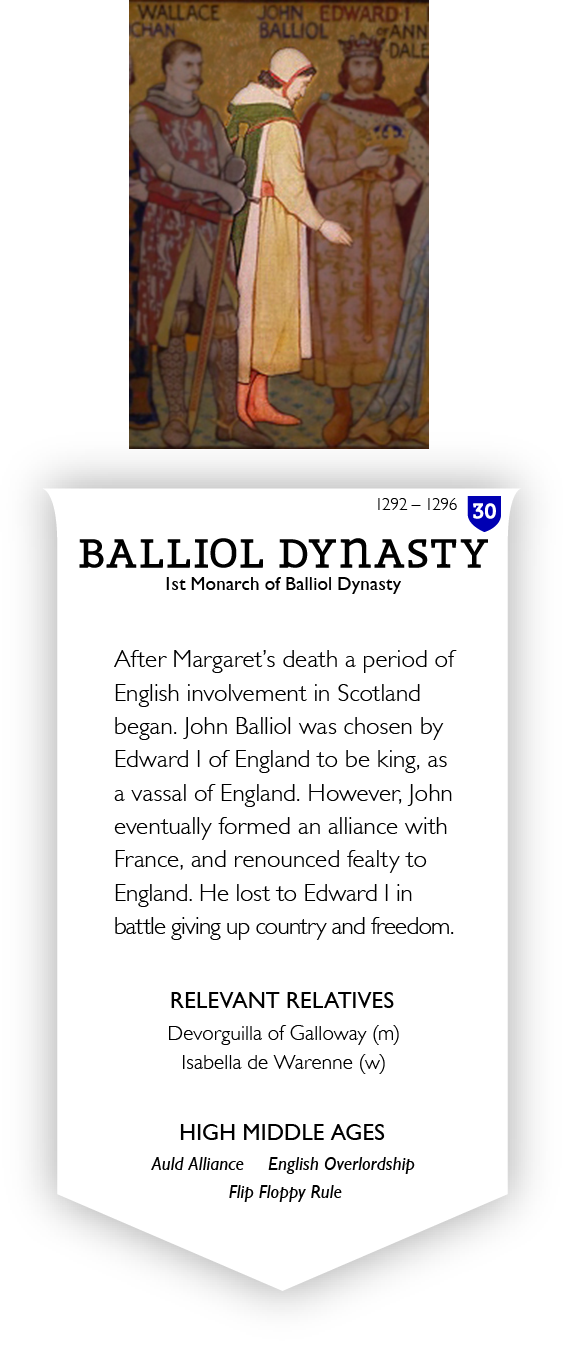 WALLACE JOHN EDWARD·I
CHAN BALLIOL of ANN
DALE
1292 – 1296 30
BALLIOL DYNASTY
1st Monarch of Balliol Dynasty
After Margaret’s death a period of
English involvement in Scotland
began. John Balliol was chosen by
Edward I of England to be king, as
a vassal of England. However, John
eventually formed an alliance with
France, and renounced fealty to
England. He lost to Edward I in
battle giving up country and freedom.
RELEVANT RELATIVES
Devorguilla of Galloway (m)
Isabella de Warenne (w)
HIGH MIDDLE AGES
Auld Alliance English Overlordship
Flip Floppy Rule